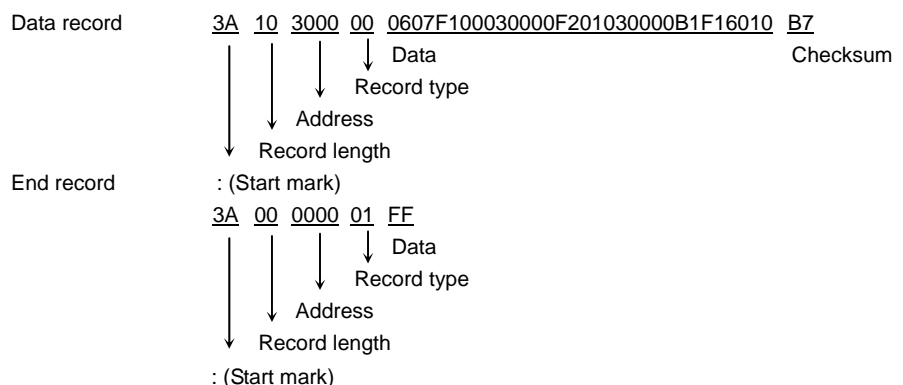 Data record 3A 10 3000 00 0607F100030000F201030000B1F16010 B7
Data Checksum
Record type
Address
Record length
End record : (Start mark)
3A 00 0000 01 FF
Data
Record type
Address
Record length
: (Start mark)